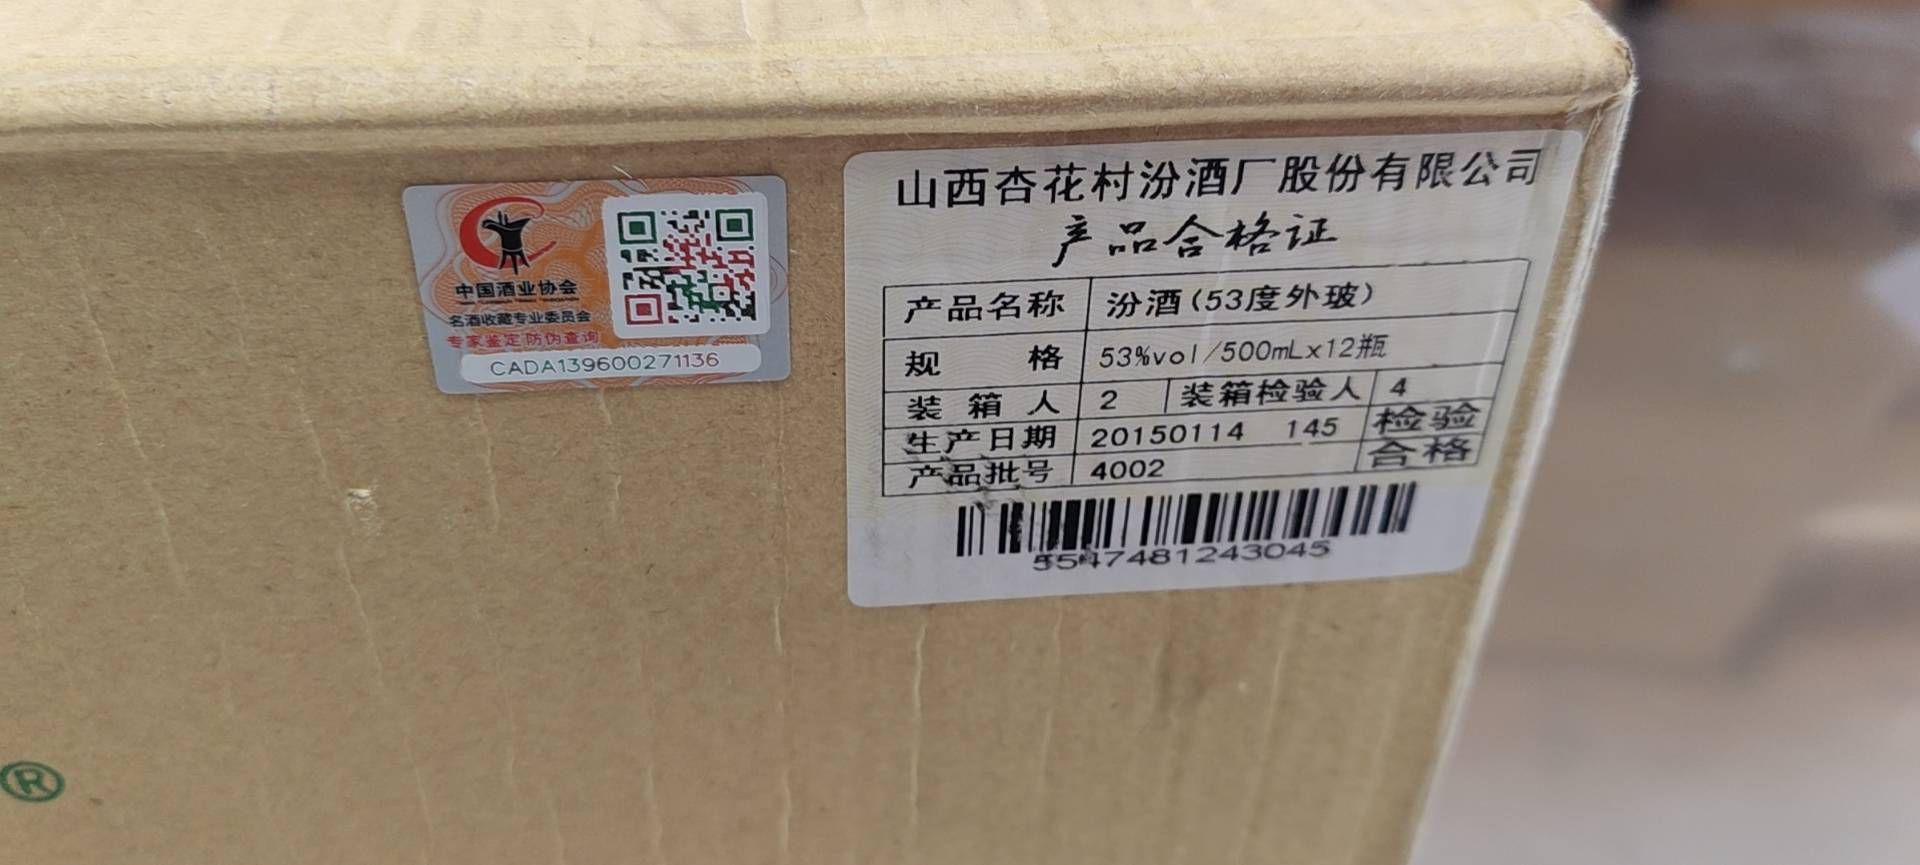 中国酒业协会
名酒收藏专业委员会
专家鉴定 防伪查询
CADA139600271136
山西杏花村汾酒厂股份有限公司
产品合格证
产品名称 汾酒(53度外玻)
规 格 53%vol/500mLx12瓶
装 箱 人 2 装箱检验人 4
生产日期 20150114 145 检验
产品批号 4002 合格
5547481243045
®